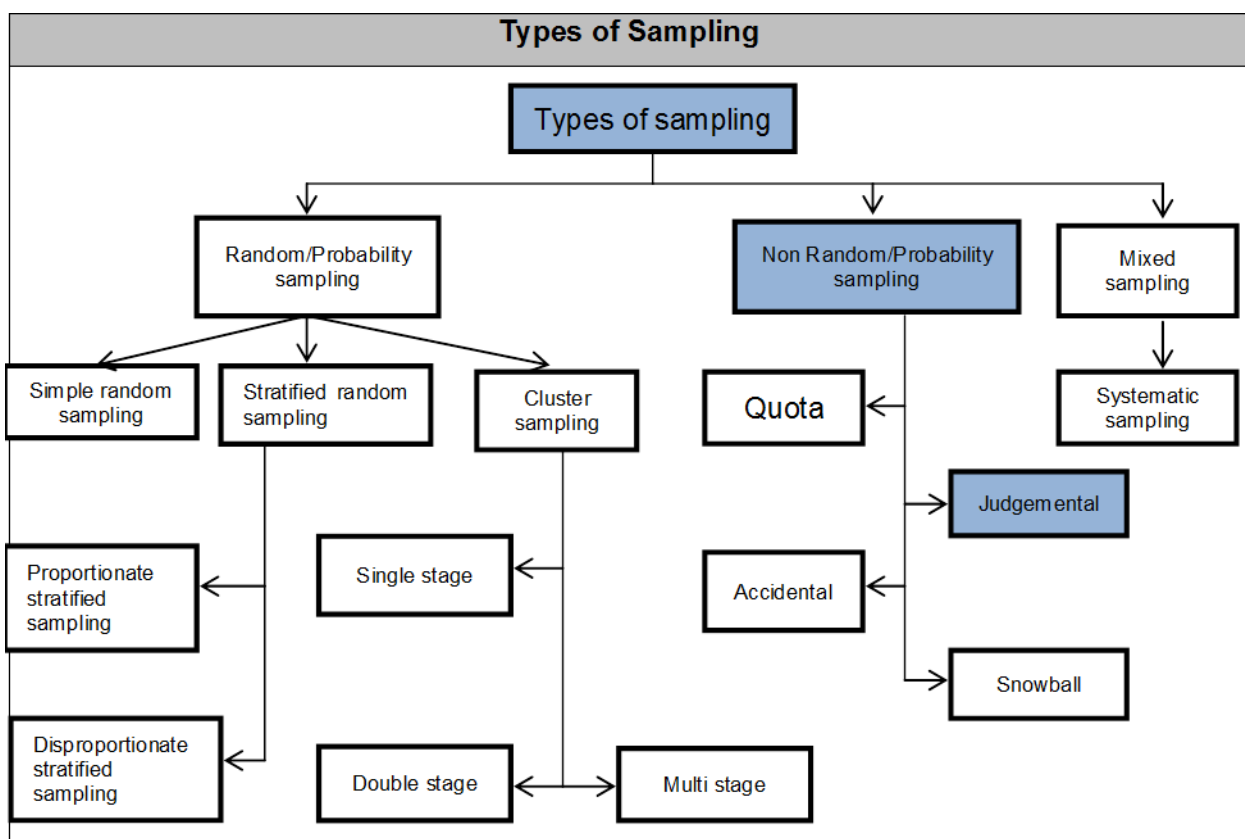 Types of Sampling
Types of sampling
Random/Probability
sampling
Non Random/Probability
sampling
Mixed
sampling
Simple random
sampling
Stratified random
sampling
Cluster
sampling
Quota
Systematic
sampling
Judgemental
Proportionate
stratified
sampling
Single stage
Accidental
Snowball
Disproportionate
stratified
sampling
Double stage
Multi stage